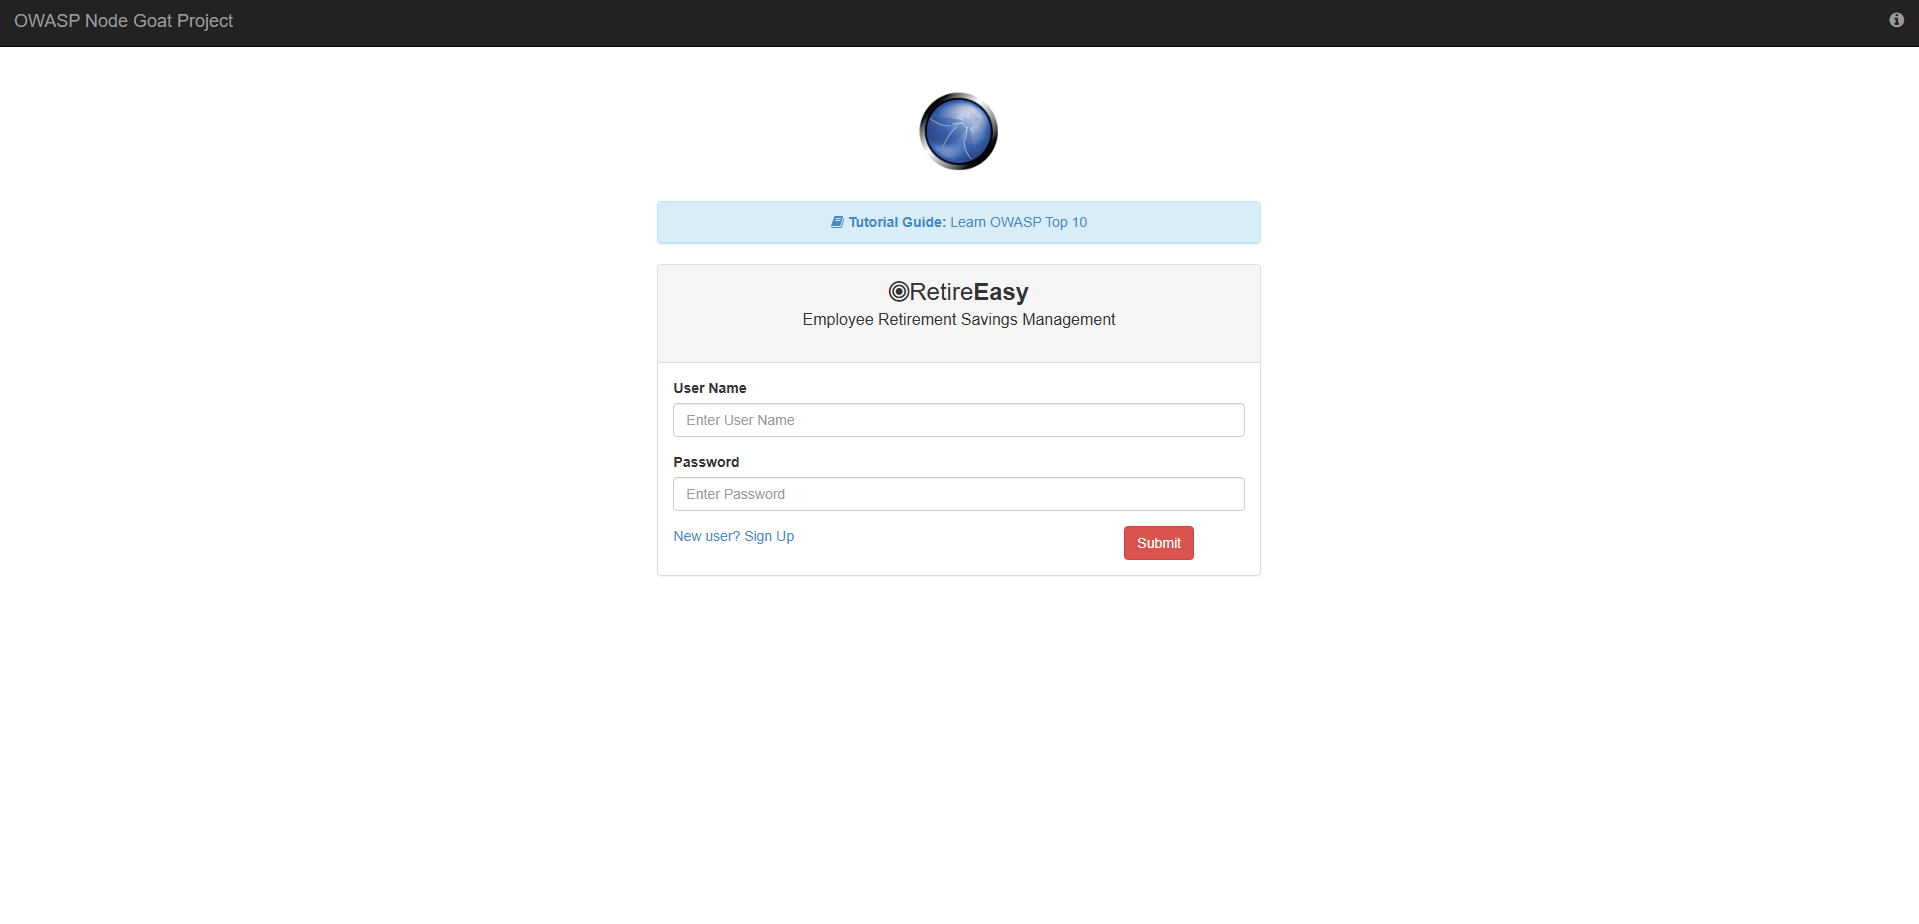 OWASP Node Goat Project
Tutorial Guide: Learn OWASP Top 10
RetireEasy
Employee Retirement Savings Management
User Name
Enter User Name
Password
Enter Password
New user? Sign Up
Submit